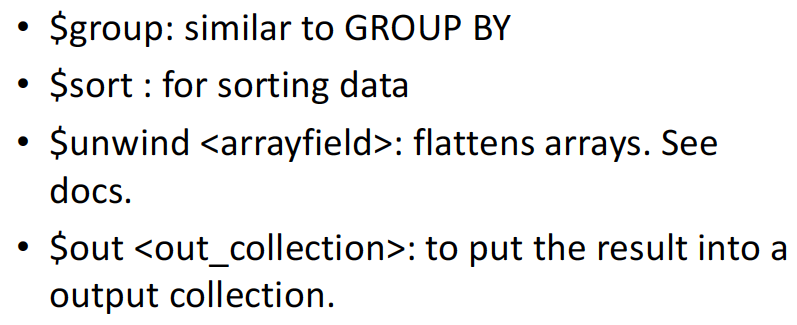 • $group: similar to GROUP BY
• $sort : for sorting data
• $unwind <arrayfield>: flattens arrays. See
docs.
• $out <out_collection>: to put the result into a
output collection.